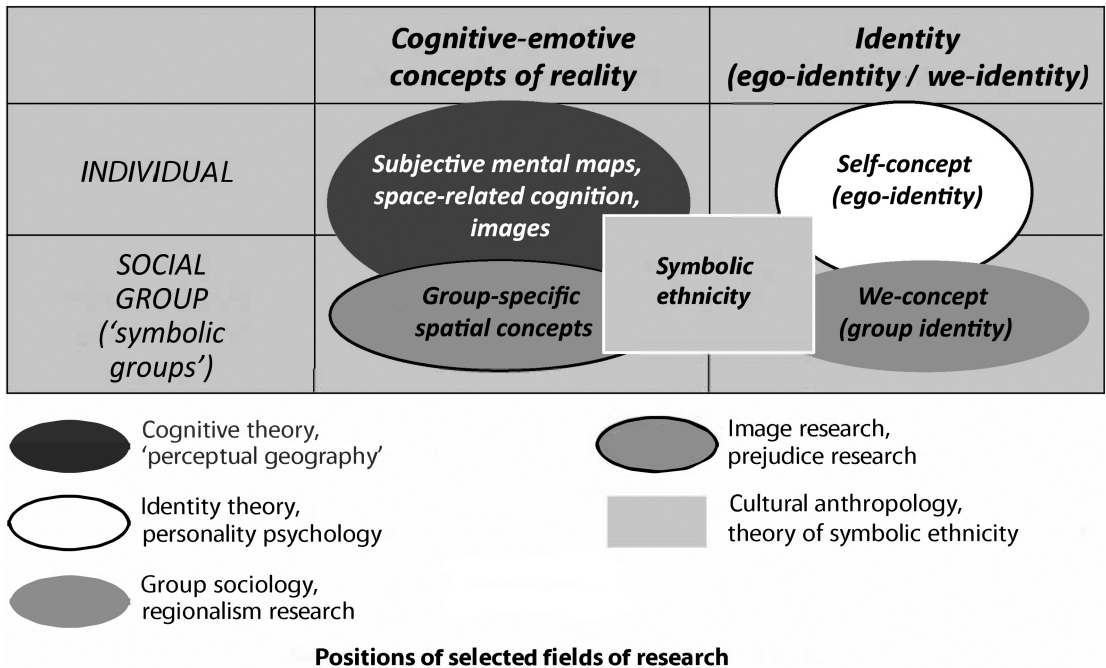 Cognitive-emotive
concepts of reality
Identity
(ego-identity / we-identity)
INDIVIDUAL
Subjective mental maps,
space-related cognition,
images
Self-concept
(ego-identity)
SOCIAL
GROUP
(‘symbolic
groups’)
Group-specific
spatial concepts
Symbolic
ethnicity
We-concept
(group identity)
Cognitive theory,
‘perceptual geography’
Identity theory,
personality psychology
Group sociology,
regionalism research
Image research,
prejudice research
Cultural anthropology,
theory of symbolic ethnicity
Positions of selected fields of research